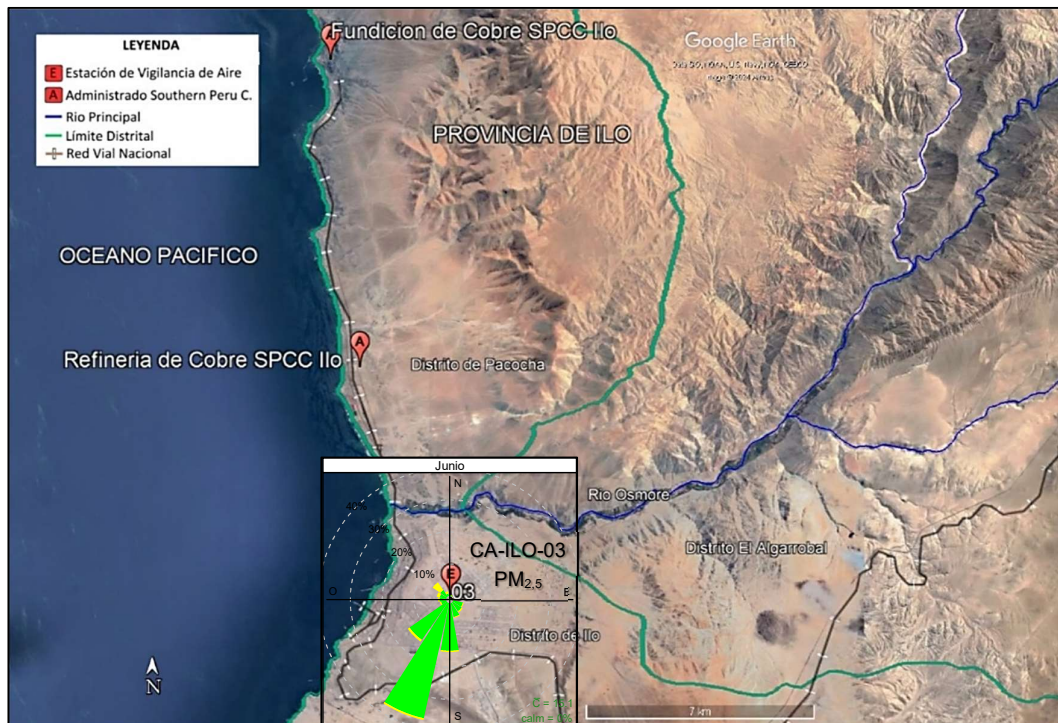 LEYENDA
E Estación de Vigilancia de Aire
A Administrado Southern Peru C.
Rio Principal
Límite Distrital
Red Vial Nacional
Fundicion de Cobre SPCC Ilo
Google Earth
PROVINCIA DE ILO
OCEANO PACIFICO
A
Refineria de Cobre SPCC Ilo
Distrito de Pacocha
Junio
N
40%
30%
20%
10%
Rio Osmore
CA-ILO-03
PM2.5
Distrito El Algarrobal
E
03
O
E
Distrito de Ilo
S
N
7 km